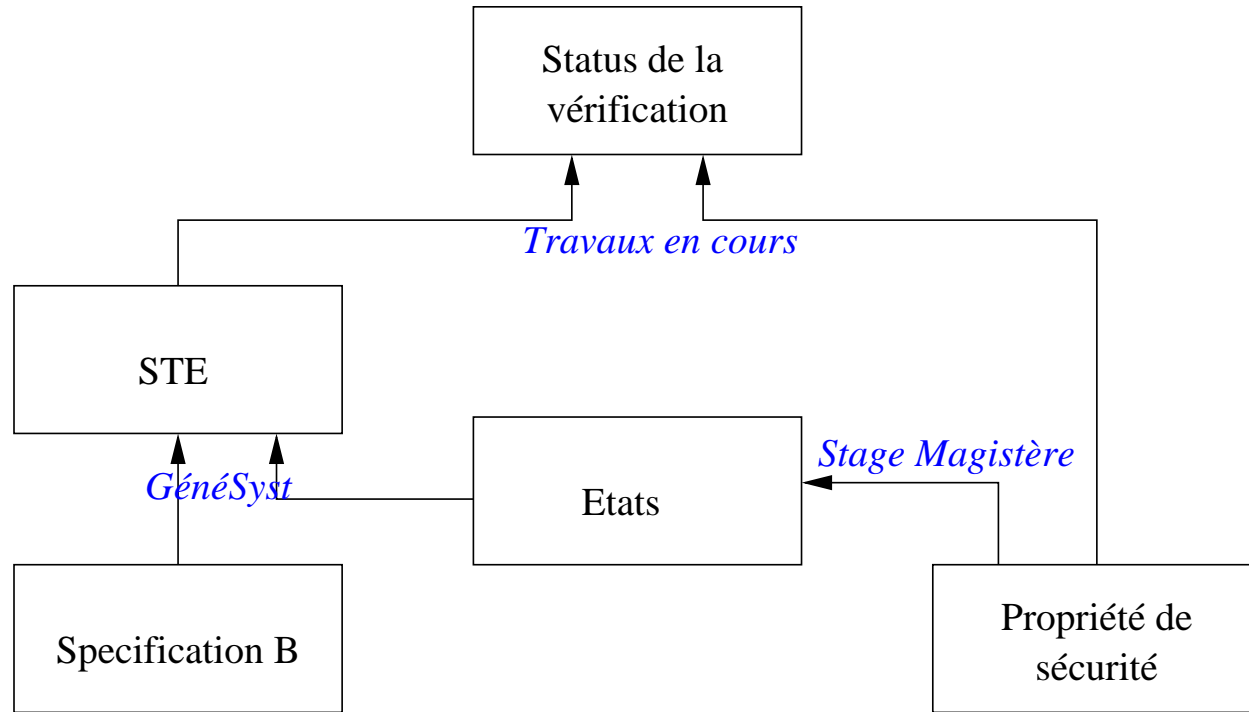 Status de la
vérification
Travaux en cours
STE
Stage Magistère
GénéSyst
Etats
Propriété de
sécurité
Specification B